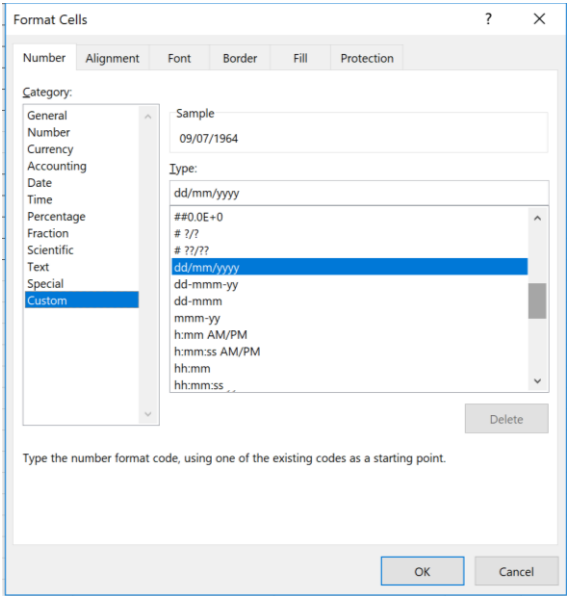 Format Cells ? ×
Number Alignment Font Border Fill Protection
Category:
General
Number
Currency
Accounting
Date
Time
Percentage
Fraction
Scientific
Text
Special
Custom
Sample
09/07/1964
Type:
dd/mm/yyyy
##0.0E+0
# ?/?
# ??/??
dd/mm/yyyy
dd-mmm-yy
dd-mmm
mmm-yy
h:mm AM/PM
h:mm:ss AM/PM
hh:mm
hh:mm:ss
Delete
Type the number format code, using one of the existing codes as a starting point.
OK Cancel